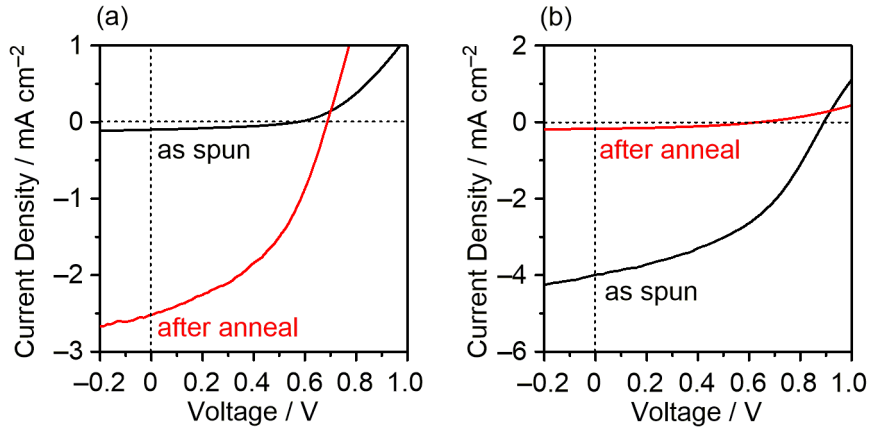 (a)
Current Density / mA cm⁻²
1
0
–1
–2
–3
as spun
after anneal
–0.2 0 0.2 0.4 0.6 0.8 1.0
Voltage / V
(b)
Current Density / mA cm⁻²
2
0
–2
–4
–6
after anneal
as spun
–0.2 0 0.2 0.4 0.6 0.8 1.0
Voltage / V